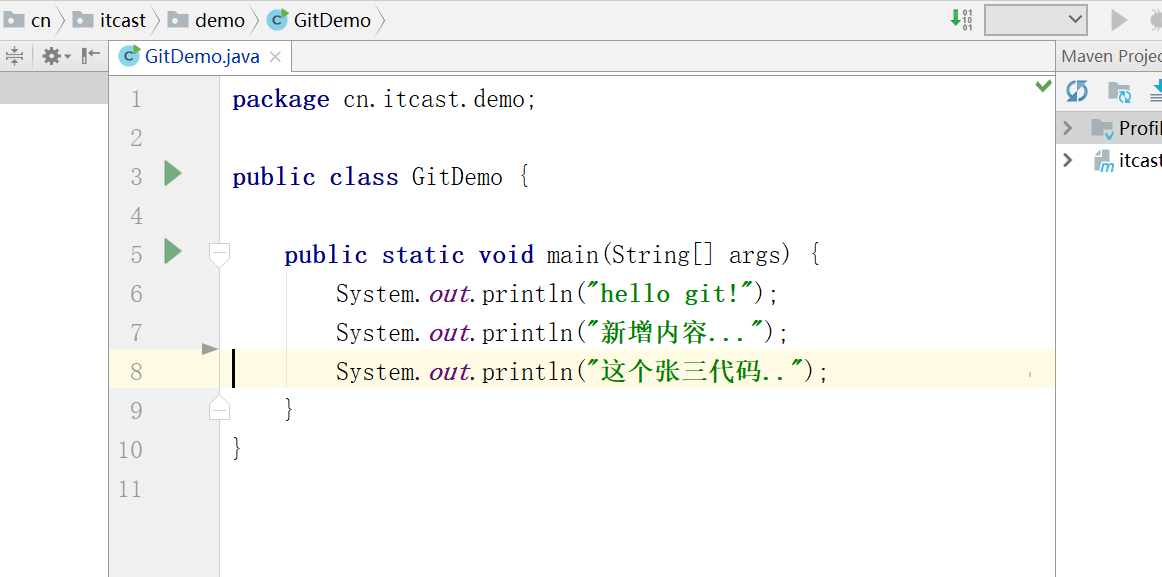 cn itcast demo GitDemo
GitDemo.java
Maven Projec
1 package cn.itcast.demo;
2
3 public class GitDemo {
4
5 public static void main(String[] args) {
6 System.out.println("hello git!");
7 System.out.println("新增内容...");
8 System.out.println("这个张三代码..");
9 }
10 }
11
Profil
itcast